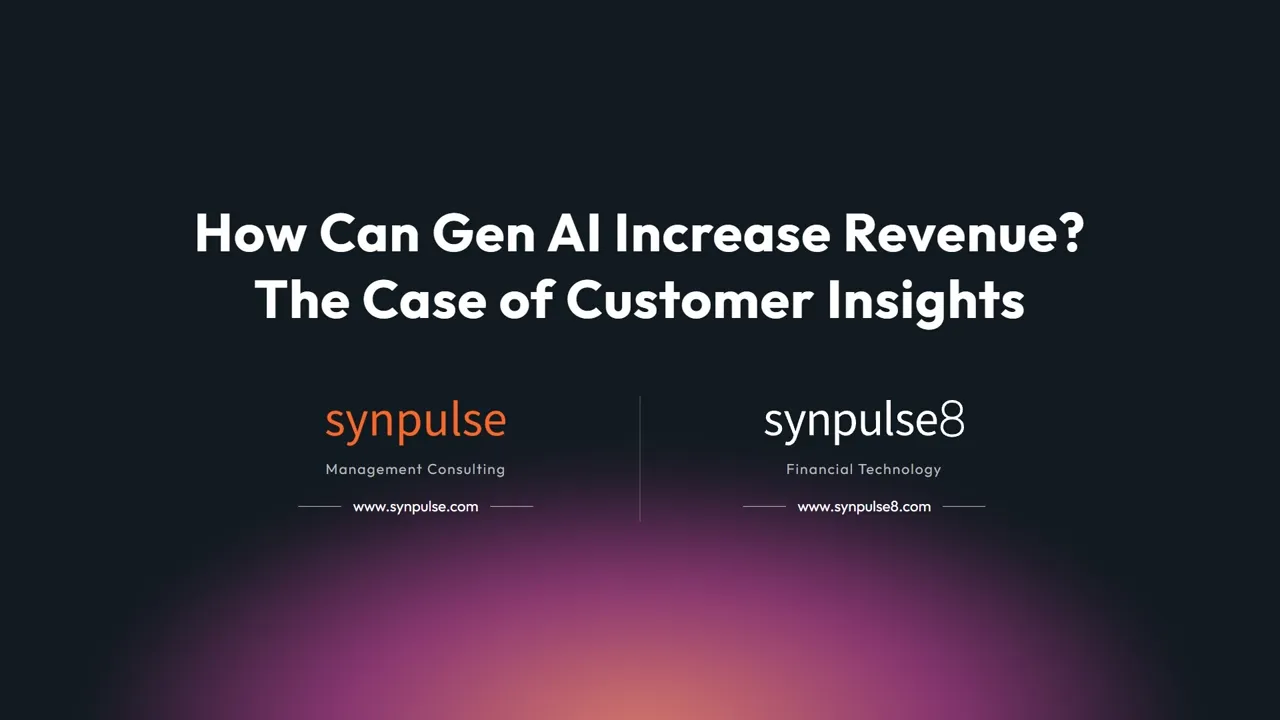 How Can Gen AI Increase Revenue?
The Case of Customer Insights
synpulse
Management Consulting
www.synpulse.com
synpulse8
Financial Technology
www.synpulse8.com